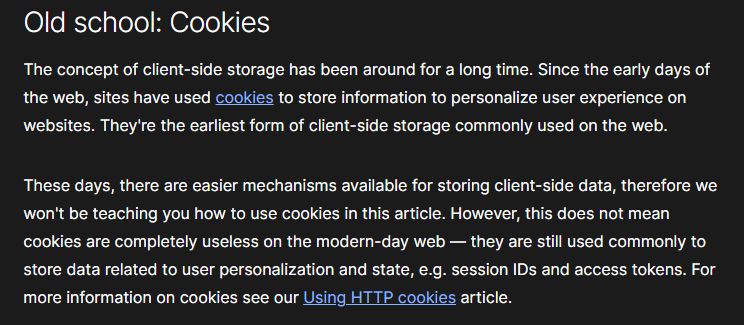 Old school: Cookies
The concept of client-side storage has been around for a long time. Since the early days of
the web, sites have used cookies to store information to personalize user experience on
websites. They're the earliest form of client-side storage commonly used on the web.
These days, there are easier mechanisms available for storing client-side data, therefore we
won't be teaching you how to use cookies in this article. However, this does not mean
cookies are completely useless on the modern-day web — they are still used commonly to
store data related to user personalization and state, e.g. session IDs and access tokens. For
more information on cookies see our Using HTTP cookies article.